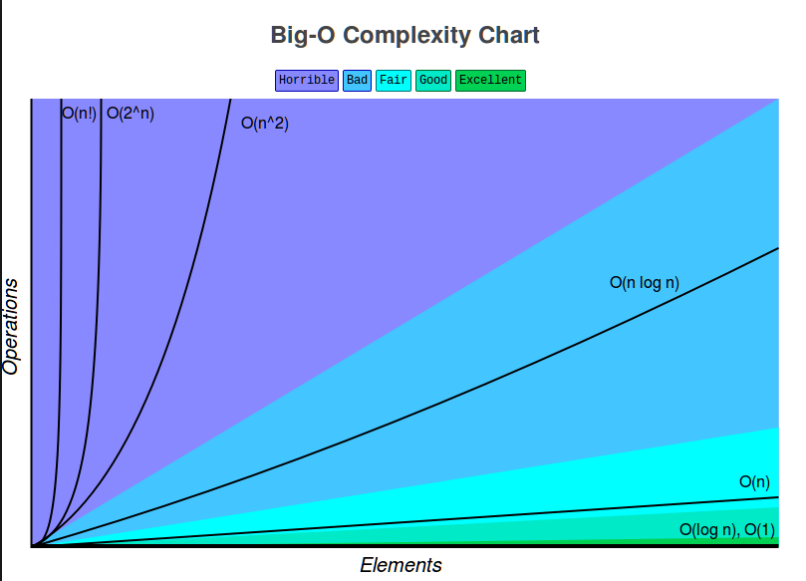 Big-O Complexity Chart
Horrible Bad Fair Good Excellent
O(n!) O(2^n)
O(n^2)
O(n log n)
O(n)
O(log n), O(1)
Operations
Elements